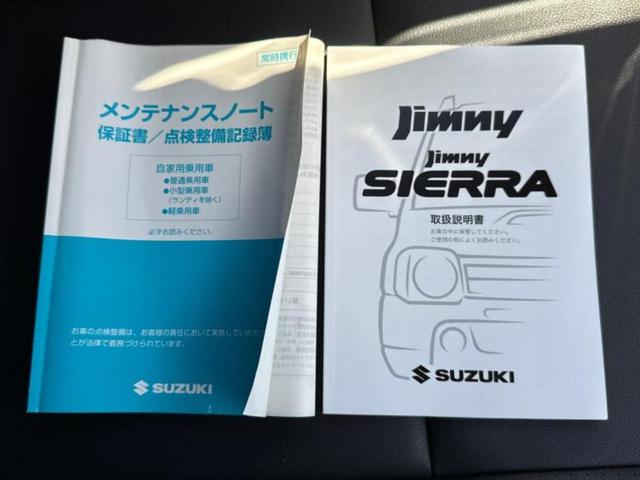 常時携行
メンテナンスノート
保証書/点検整備記録簿
自家用乗用車
●普通乗用車
●小型乗用車
(ランディを除く)
●軽乗用車
必ずお読みください。
お車の点検整備は、お客様の責任において実施していただく
とが法律で義務づけられています。
SUZUKI
Jimny
Jimny
SIERRA
取扱説明書
お車の中に保管してください。
ご使用の前によくお読みください。
SUZUKI